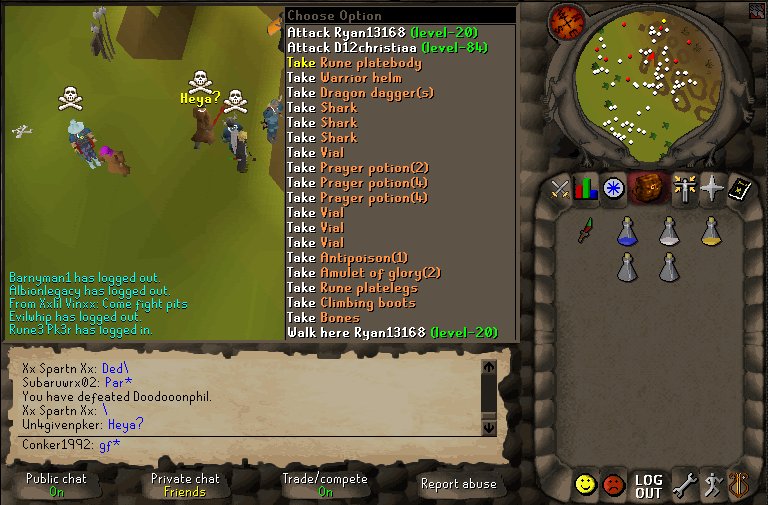 Choose Option
Attack Ryan13168 (level-20)
Attack D12christiaa (level-84)
Take Rune platebody
Take Warrior helm
Take Dragon dagger(s)
Take Shark
Take Shark
Take Shark
Take Vial
Take Prayer potion(2)
Take Prayer potion(4)
Take Prayer potion(4)
Take Vial
Take Vial
Take Vial
Take Antipoison(1)
Take Amulet of glory(2)
Take Rune platelegs
Take Climbing boots
Take Bones
Walk here Ryan13168 (level-20)
Heya?
Barnyman1 has logged out.
Albionlegacy has logged out.
From Xxlil Vinxx: Come fight pits
Evilwhip has logged out.
Rune3 Pk3r has logged in.
Xx Spartn Xx: Ded\
Subaruwrx02: Par*
You have defeated Doodooonphil.
Xx Spartn Xx: \
Un4givenpker: Heya?
Conker1992: gf*
Public chat
On
Private chat
Friends
Trade/compete
On
Report abuse
LOG
OUT